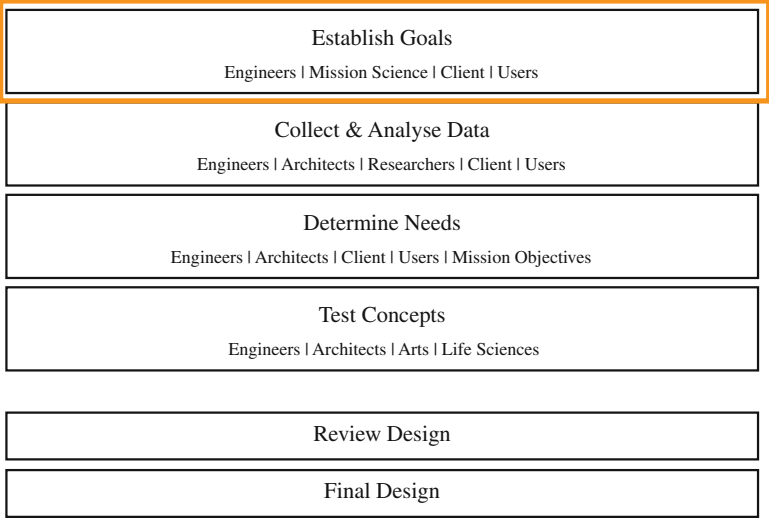 Establish Goals
Engineers | Mission Science | Client | Users
Collect & Analyse Data
Engineers | Architects | Researchers | Client | Users
Determine Needs
Engineers | Architects | Client | Users | Mission Objectives
Test Concepts
Engineers | Architects | Arts | Life Sciences
Review Design
Final Design